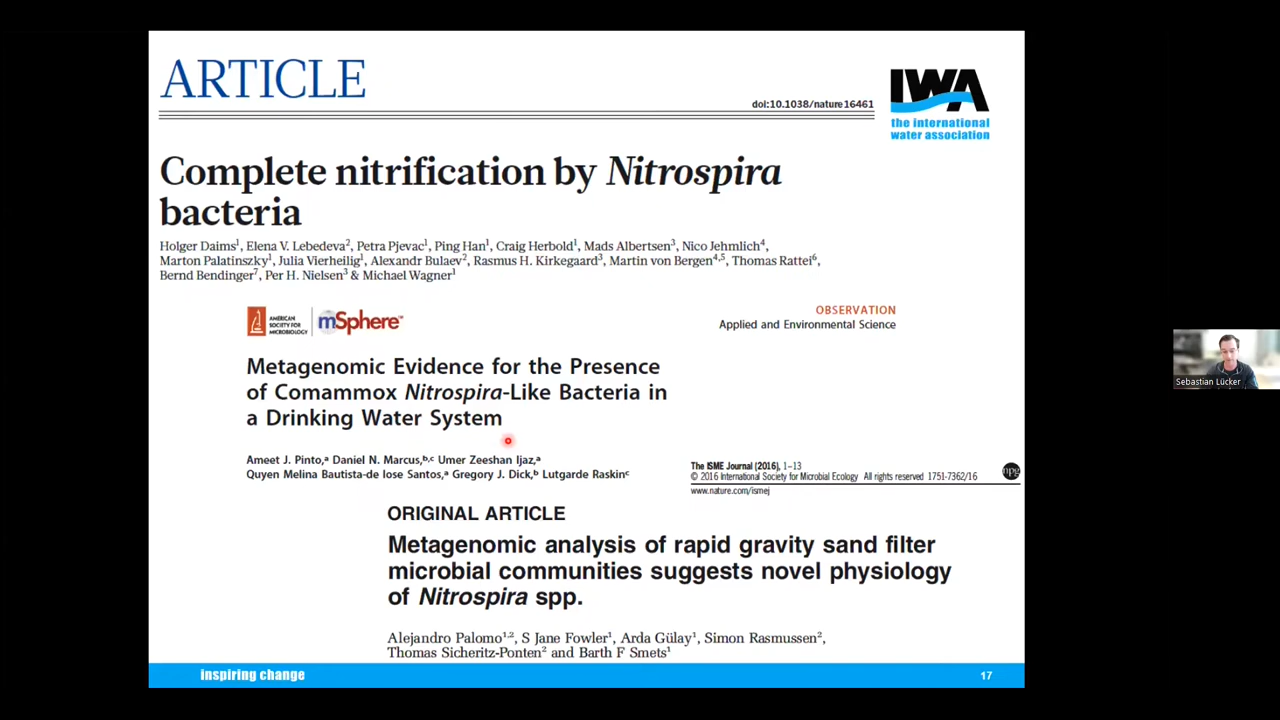 ARTICLE
doi:10.1038/nature16461
IWA
the international
water association
Complete nitrification by Nitrospira
bacteria
Holger Daims1, Elena V. Lebedeva2, Petra Pjevac1, Ping Han1, Craig Herbold1, Mads Albertsen3, Nico Jehmlich4,
Marton Palatinszky1, Julia Vierheilig1, Alexandr Bulaev2, Rasmus H. Kirkegaard3, Martin von Bergen4,5, Thomas Rattei6,
Bernd Bendinger7, Per H. Nielsen3 & Michael Wagner1
AMERICAN
SOCIETY FOR
MICROBIOLOGY
mSphere™
OBSERVATION
Applied and Environmental Science
Metagenomic Evidence for the Presence
of Comammox Nitrospira-Like Bacteria in
a Drinking Water System
Ameet J. Pinto,a Daniel N. Marcus,b,c Umer Zeeshan Ijaz,a
Quyen Melina Bautista-de lose Santos,a Gregory J. Dick,b Lutgarde Raskinc
The ISME Journal (2016), 1–13
© 2016 International Society for Microbial Ecology All rights reserved 1751-7362/16
npg
www.nature.com/ismej
ORIGINAL ARTICLE
Metagenomic analysis of rapid gravity sand filter
microbial communities suggests novel physiology
of Nitrospira spp.
Alejandro Palomo1,2, S Jane Fowler1, Arda Gülay1, Simon Rasmussen2,
Thomas Sicheritz-Ponten2 and Barth F Smets1
inspiring change
17
Sebastian Lücker